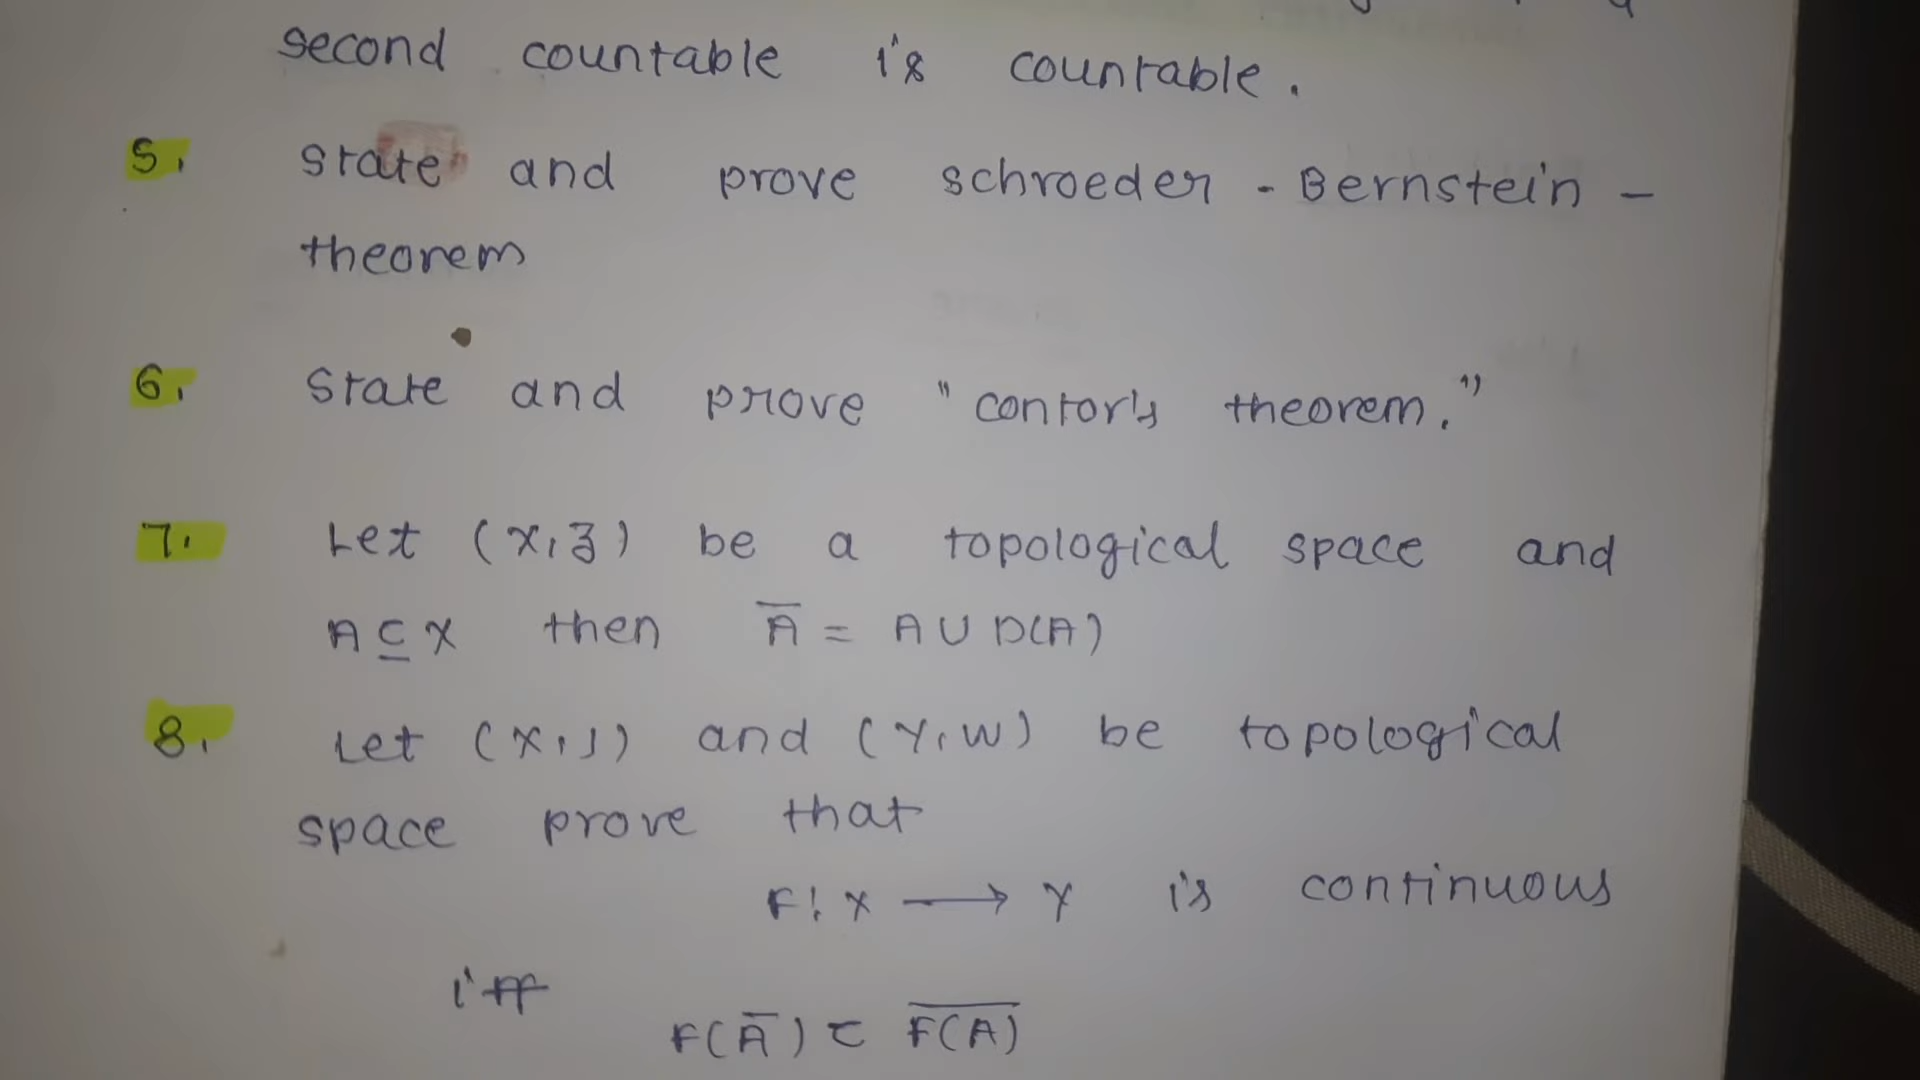 second countable is countable.
5. state and prove schroeder - Bernstein -
theorem
6. State and prove "contor's theorem."
7. Let (X, ℑ) be a topological space and
A ⊆ X then A̅ = A ∪ D(A)
8. Let (X, J) and (Y, W) be topological
space prove that
F: X → Y is continuous
iff
F(A̅) ⊂ \overline{F(A)}